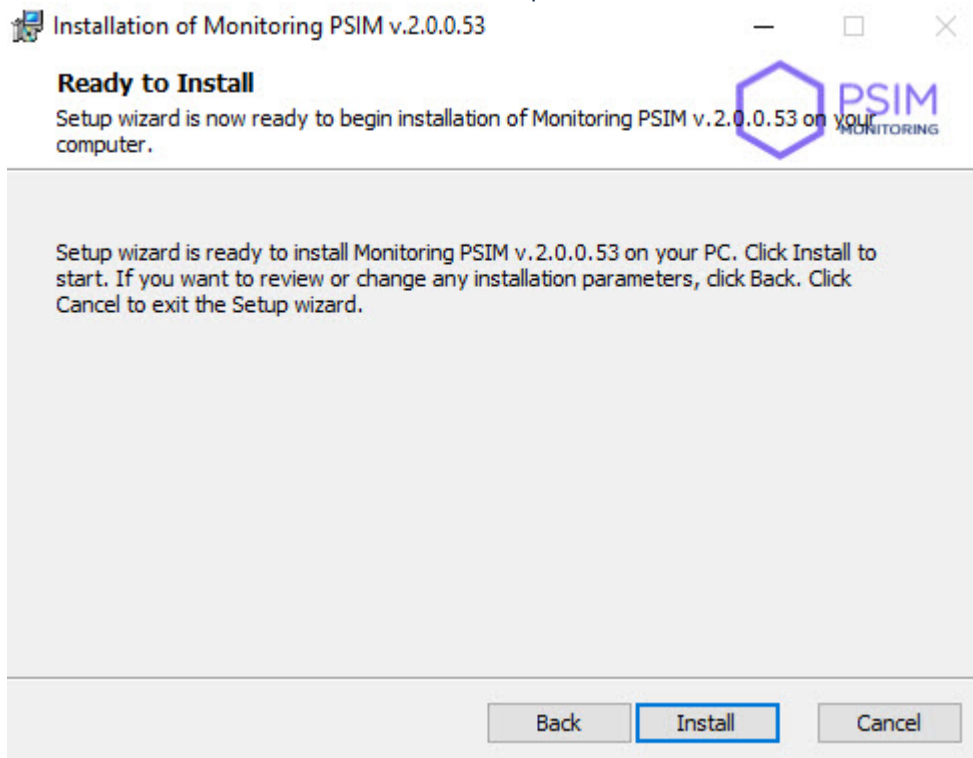 Installation of Monitoring PSIM v.2.0.0.53
Ready to Install
Setup wizard is now ready to begin installation of Monitoring PSIM v.2.0.0.53 on your
computer.
PSIM
MONITORING
Setup wizard is ready to install Monitoring PSIM v.2.0.0.53 on your PC. Click Install to
start. If you want to review or change any installation parameters, click Back. Click
Cancel to exit the Setup wizard.
Back
Install
Cancel